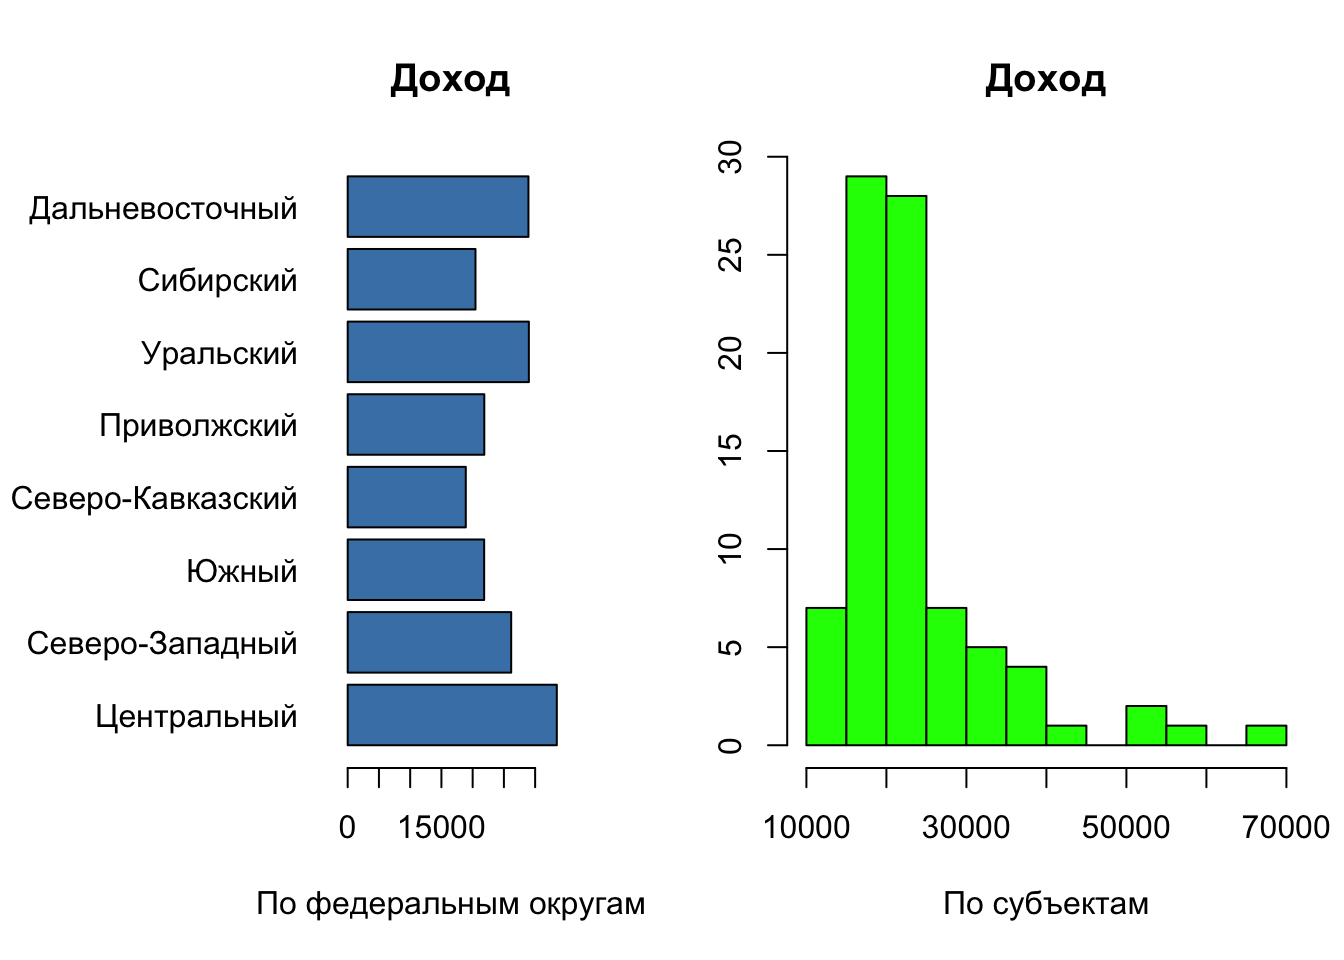 Доход
Дальневосточный
Сибирский
Уральский
Приволжский
Северо-Кавказский
Южный
Северо-Западный
Центральный
0 15000
По федеральным округам
Доход
30
25
20
15
10
5
0
10000 30000 50000 70000
По субъектам